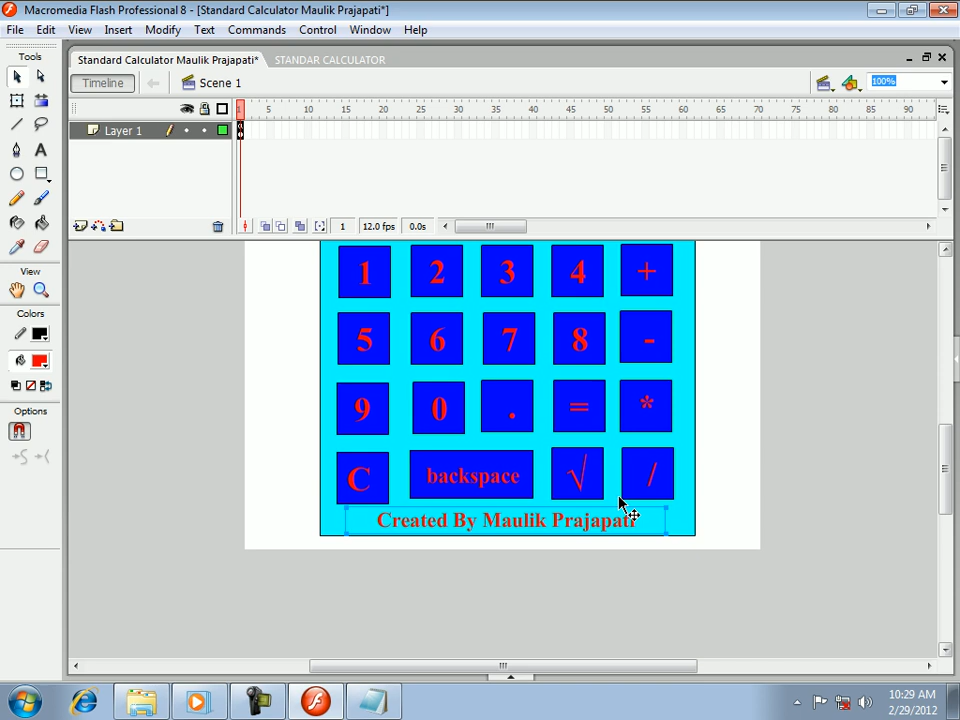 Macromedia Flash Professional 8 - [Standard Calculator Maulik Prajapati*]
File Edit View Insert Modify Text Commands Control Window Help
Tools
Standard Calculator Maulik Prajapati* STANDAR CALCULATOR
Timeline Scene 1 100%
1 5 10 15 20 25 30 35 40 45 50 55 60 65 70 75 80 85 90
Layer 1
1 12.0 fps 0.0s
View
Colors
Options
1 2 3 4 +
5 6 7 8 -
9 0 . = *
C backspace √ /
Created By Maulik Prajapati
10:29 AM
2/29/2012